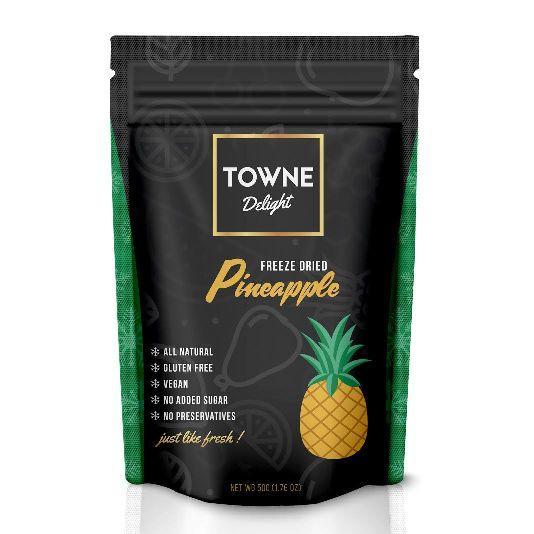 TOWNE
Delight
FREEZE DRIED
Pineapple
ALL NATURAL
GLUTEN FREE
VEGAN
NO ADDED SUGAR
NO PRESERVATIVES
just like fresh !
NET WG 50G (1.76 OZ)